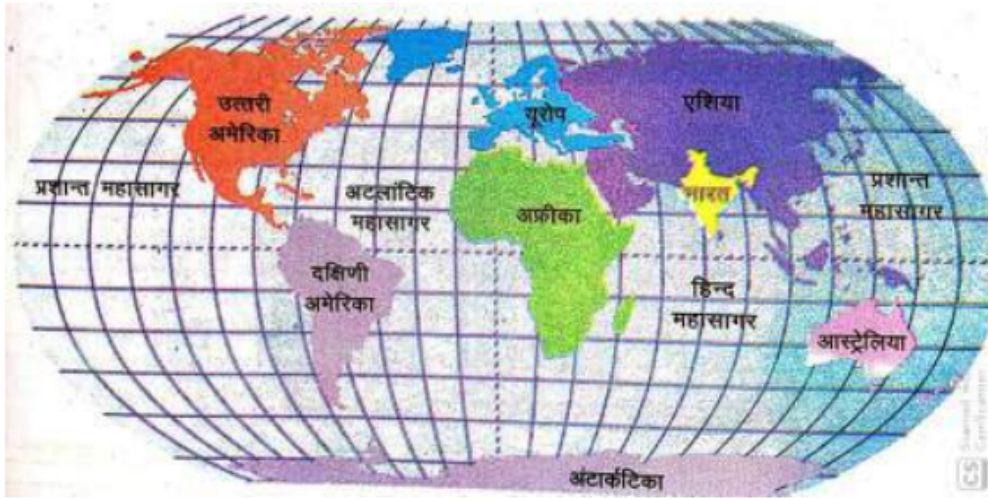 उत्तरी
अमेरिका
यूरोप
एशिया
प्रशान्त महासागर
अटलांटिक
महासागर
अफ्रीका
भारत
प्रशान्त
महासागर
दक्षिणी
अमेरिका
हिन्द
महासागर
आस्ट्रेलिया
अंटार्कटिका
CS